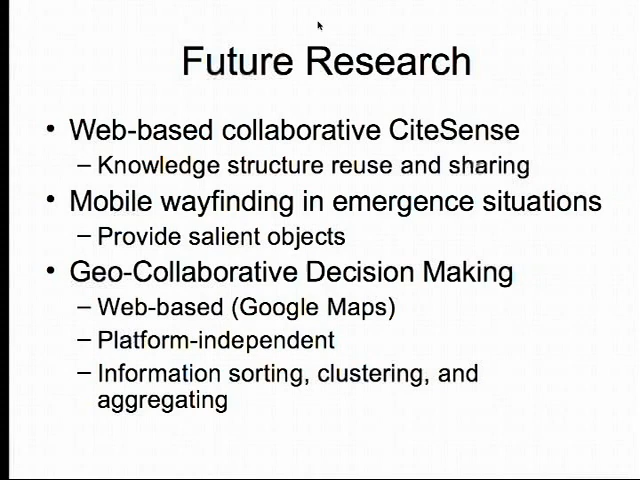 Future Research
• Web-based collaborative CiteSense
– Knowledge structure reuse and sharing
• Mobile wayfinding in emergence situations
– Provide salient objects
• Geo-Collaborative Decision Making
– Web-based (Google Maps)
– Platform-independent
– Information sorting, clustering, and
aggregating